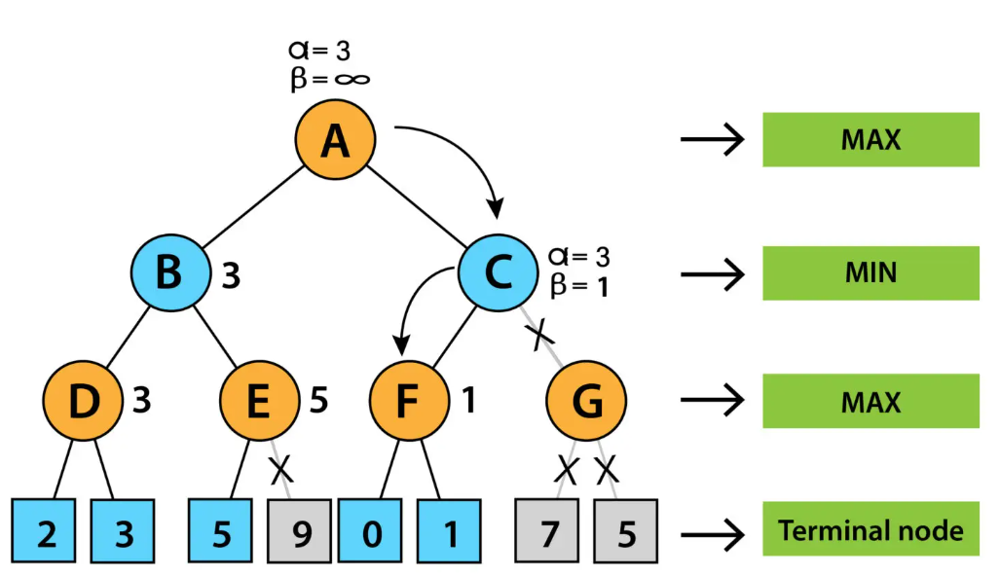 α= 3
β= ∞
A
MAX
B
3
C
α= 3
β= 1
MIN
X
D
3
E
5
F
1
G
MAX
X
X
X
2
3
5
9
0
1
7
5
Terminal node